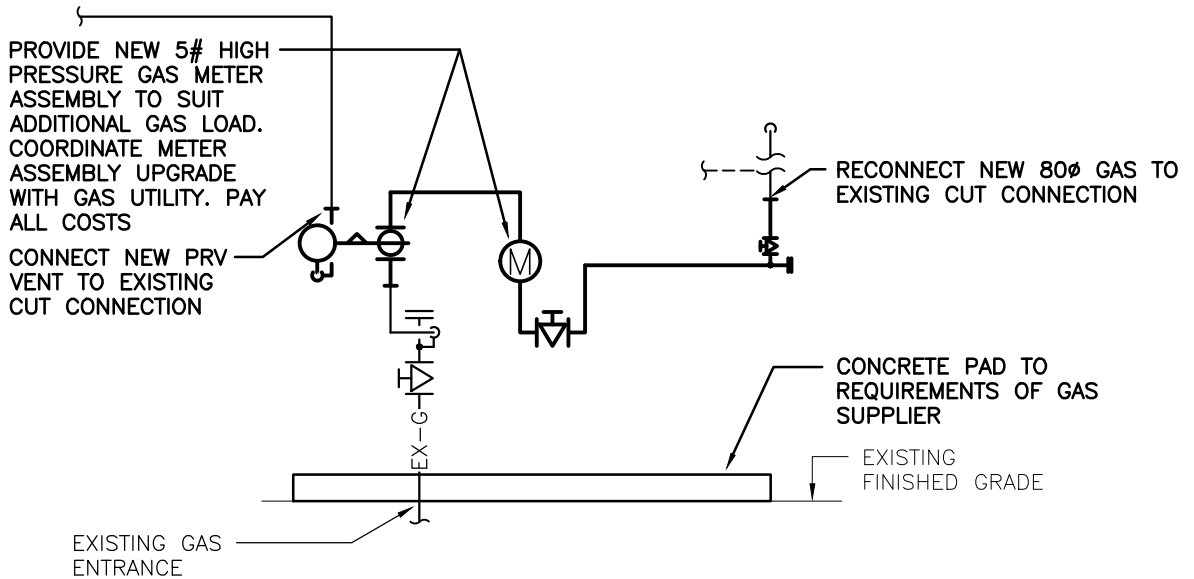 PROVIDE NEW 5# HIGH
PRESSURE GAS METER
ASSEMBLY TO SUIT
ADDITIONAL GAS LOAD.
COORDINATE METER
ASSEMBLY UPGRADE
WITH GAS UTILITY. PAY
ALL COSTS
CONNECT NEW PRV
VENT TO EXISTING
CUT CONNECTION
M
RECONNECT NEW 80ø GAS TO
EXISTING CUT CONNECTION
EX-G
CONCRETE PAD TO
REQUIREMENTS OF GAS
SUPPLIER
EXISTING
FINISHED GRADE
EXISTING GAS
ENTRANCE